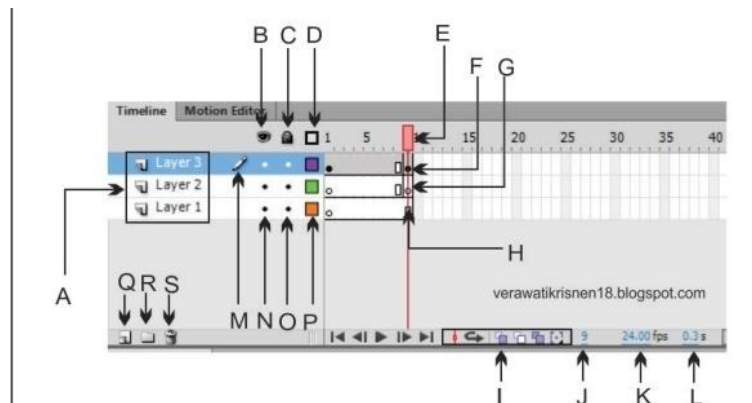 B C D E
F G
Timeline Motion Editor
1 5 15 20 25 30 35 40
Layer 3
Layer 2
Layer 1
A
H
Q R S
M N O P
verawatikrisnen18.blogspot.com
9 24.00 fps 0.3 s
I J K L